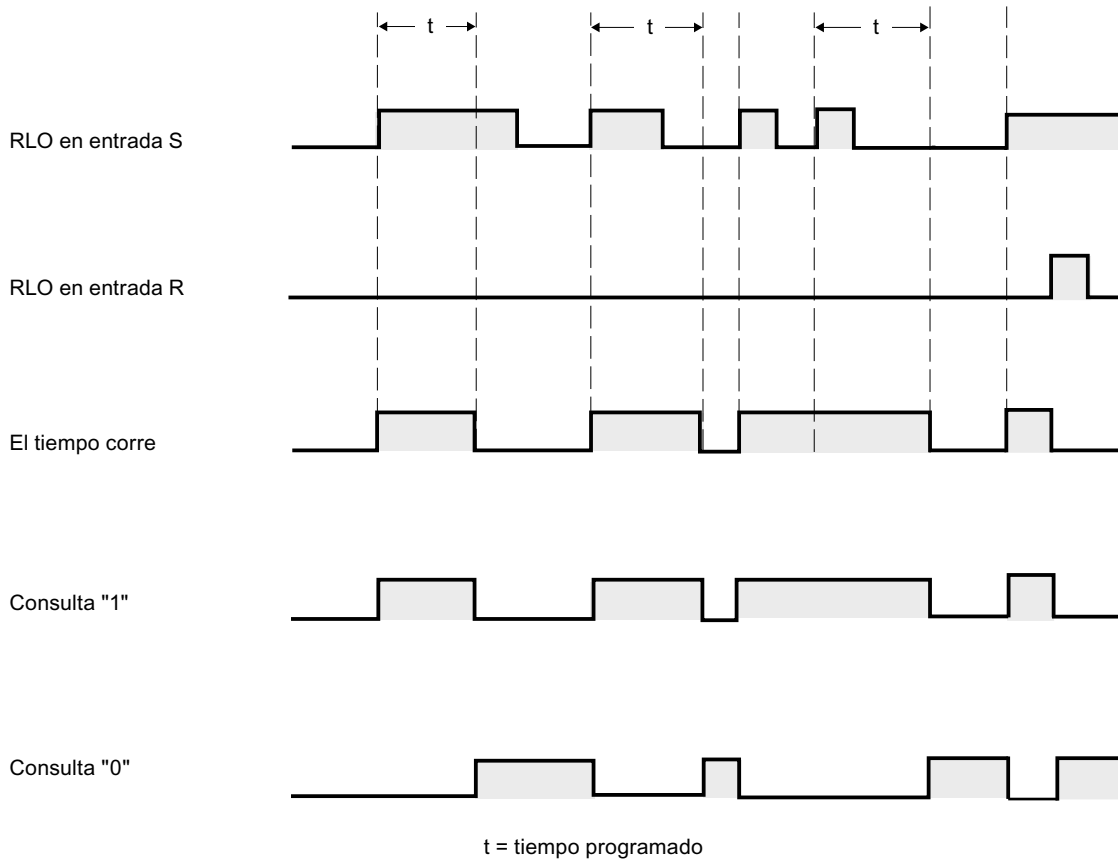 t
t
t
RLO en entrada S
RLO en entrada R
El tiempo corre
Consulta "1"
Consulta "0"
t = tiempo programado